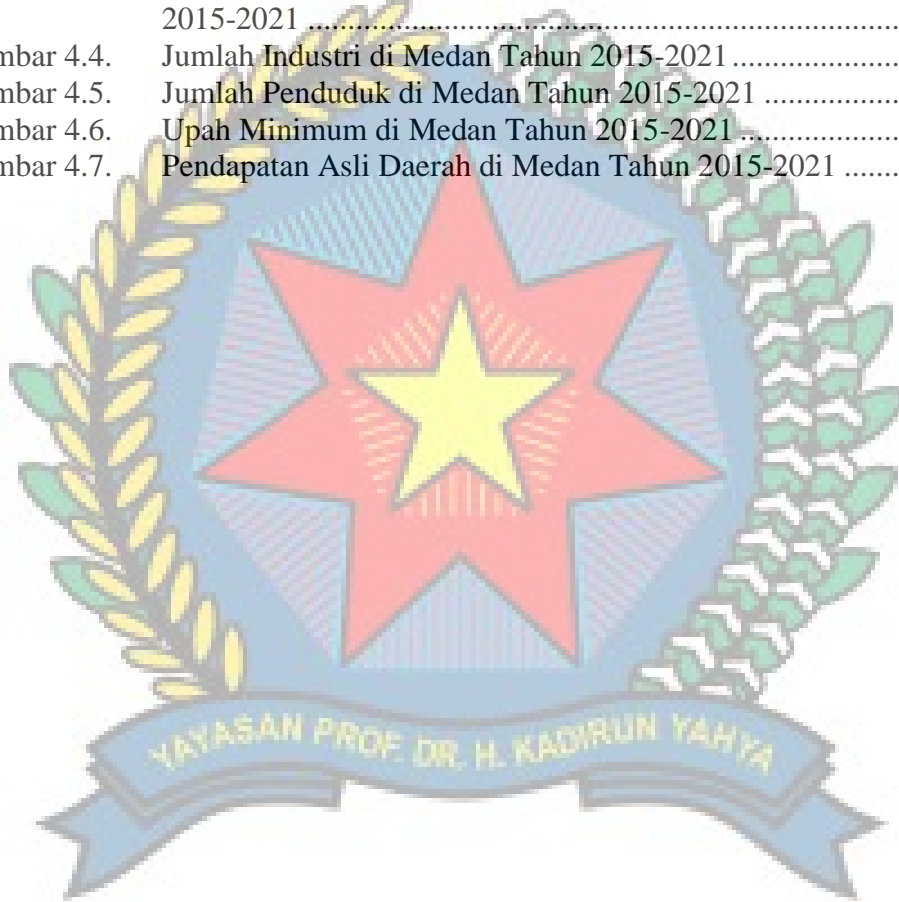 2015-2021 ........................................................................
mbar 4.4. Jumlah Industri di Medan Tahun 2015-2021 .....................
mbar 4.5. Jumlah Penduduk di Medan Tahun 2015-2021 ..................
mbar 4.6. Upah Minimum di Medan Tahun 2015-2021 .....................
mbar 4.7. Pendapatan Asli Daerah di Medan Tahun 2015-2021 .......
YAYASAN PROF. DR. H. KADIRUN YAHYA